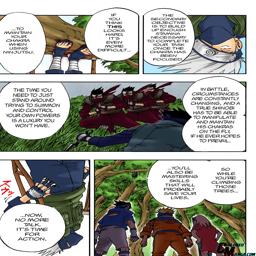 ...TO
MAINTAIN
YOUR
CHAKRA
WHEN
USING
NINJUTSU.
IF
YOU
THINK
THIS
LOOKS
HARD,
IT'S
EVEN
MORE
DIFFICULT...
THE
SECONDARY
OBJECTIVE
IS TO BUILD UP
ENOUGH
STAMINA
NECESSARY
TO COMPLETE
YOUR TASK
ONCE THE
CHAKRA HAS
BEEN
FOCUSED!
THE TIME YOU
NEED TO JUST
STAND AROUND
TRYING TO SUMMON
AND CONTROL
YOUR OWN POWERS
IS A LUXURY YOU
WON'T HAVE.
IN BATTLE,
CIRCUMSTANCES
ARE CONSTANTLY
CHANGING, AND A
TRUE SHINOBI
HAS TO BE ABLE
TO MANIPULATE
AND MAINTAIN
HIS CHAKRAS
ON THE FLY,
IF HE EVER HOPES
TO PREVAIL.
...NOW,
NO MORE
TALK.
IT'S TIME
FOR
ACTION.
...YOU'LL
ALSO BE
MASTERING
SKILLS
THAT WILL
PROBABLY
SAVE YOUR
LIVES.
SO
WHILE
YOU'RE
CLIMBING
THOSE
TREES...